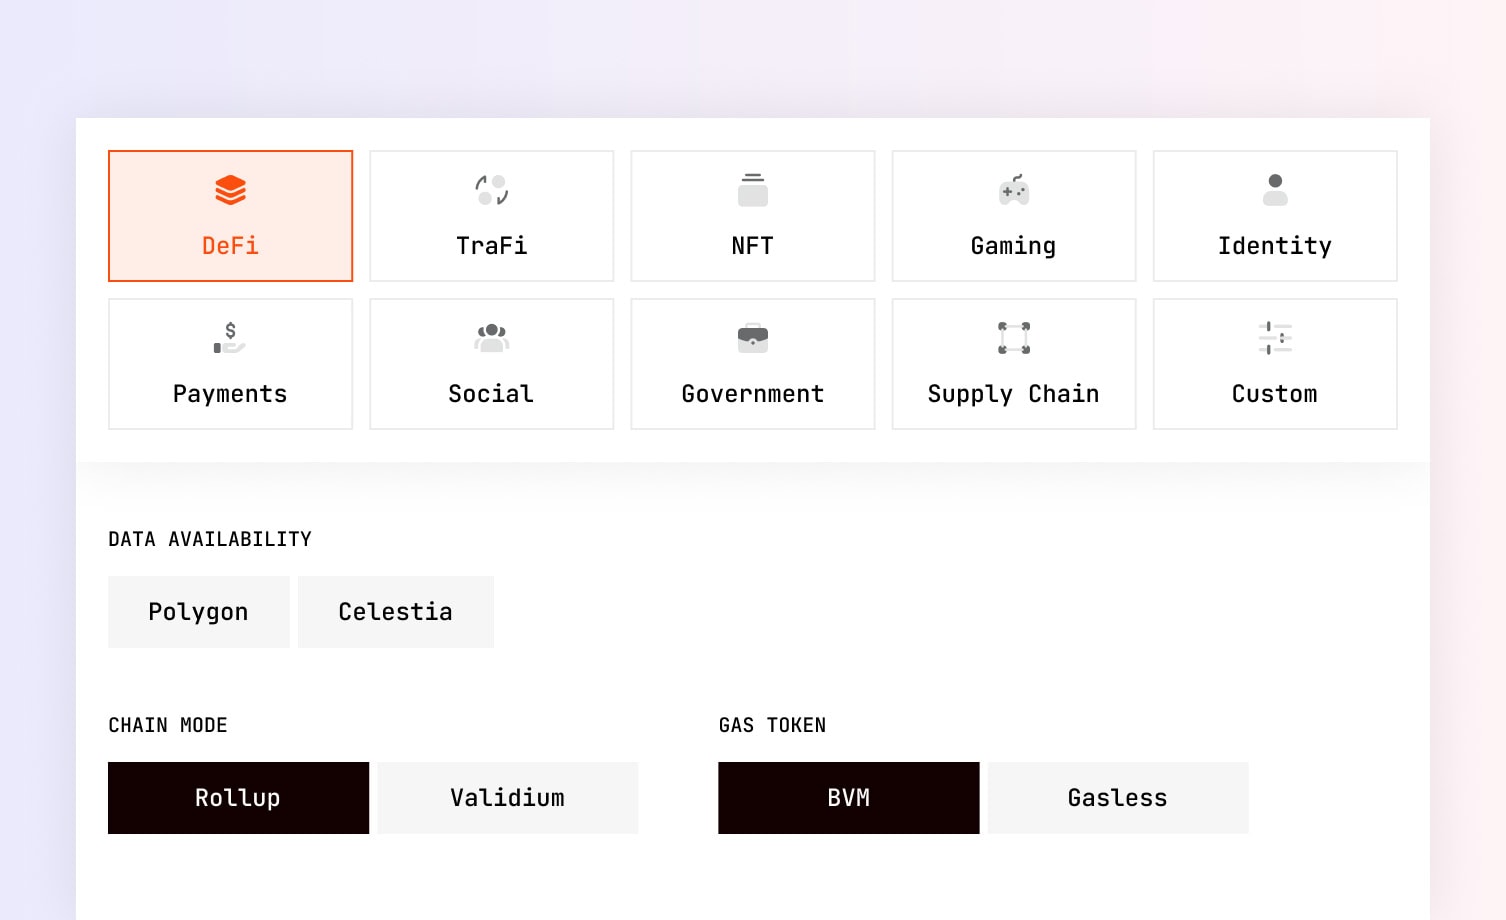 DeFi
TraFi
NFT
Gaming
Identity
$
Payments
Social
Government
Supply Chain
Custom
DATA AVAILABILITY
Polygon
Celestia
CHAIN MODE
GAS TOKEN
Rollup
Validium
BVM
Gasless